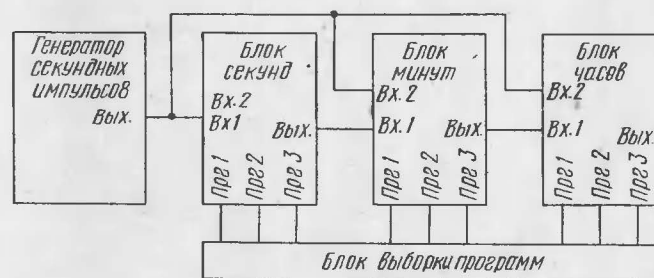 Генератор
секундных
импульсов
Вых.
Блок
секунд
Вх.2
Вх1
Вых.
Прг 1
Прг 2
Прг 3
Блок
минут
Вх.2
Вх.1
Вых.
Прг 1
Прг 2
Прг 3
Блок
часов
Вх.2
Вх.1
Вых.
Прг 1
Прг 2
Прг 3
Блок выборки программ